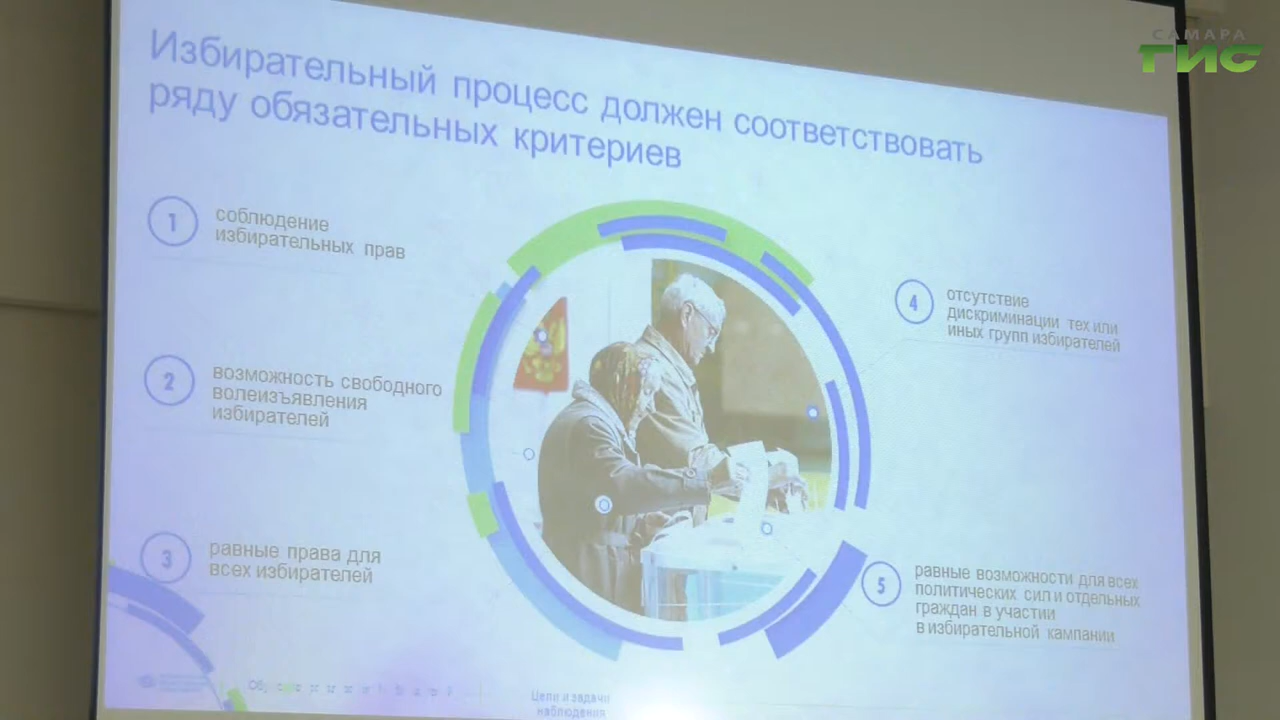 САМАРА
ГИС
Избирательный процесс должен соответствовать
ряду обязательных критериев
1
соблюдение
избирательных прав
2
возможность свободного
волеизъявления
избирателей
3
равные права для
всех избирателей
4
отсутствие
дискриминации тех или
иных групп избирателей
5
равные возможности для всех
политических сил и отдельных
граждан в участии
в избирательной кампании
Цели и задачи
наблюдения